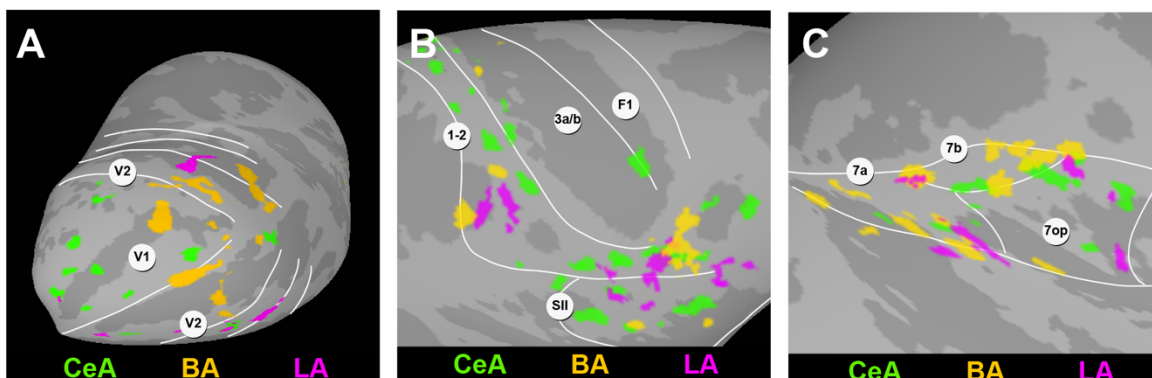 A
V2
V1
V2
CeA BA LA
B
F1
3a/b
1-2
SII
CeA BA LA
C
7b
7a
7op
CeA BA LA